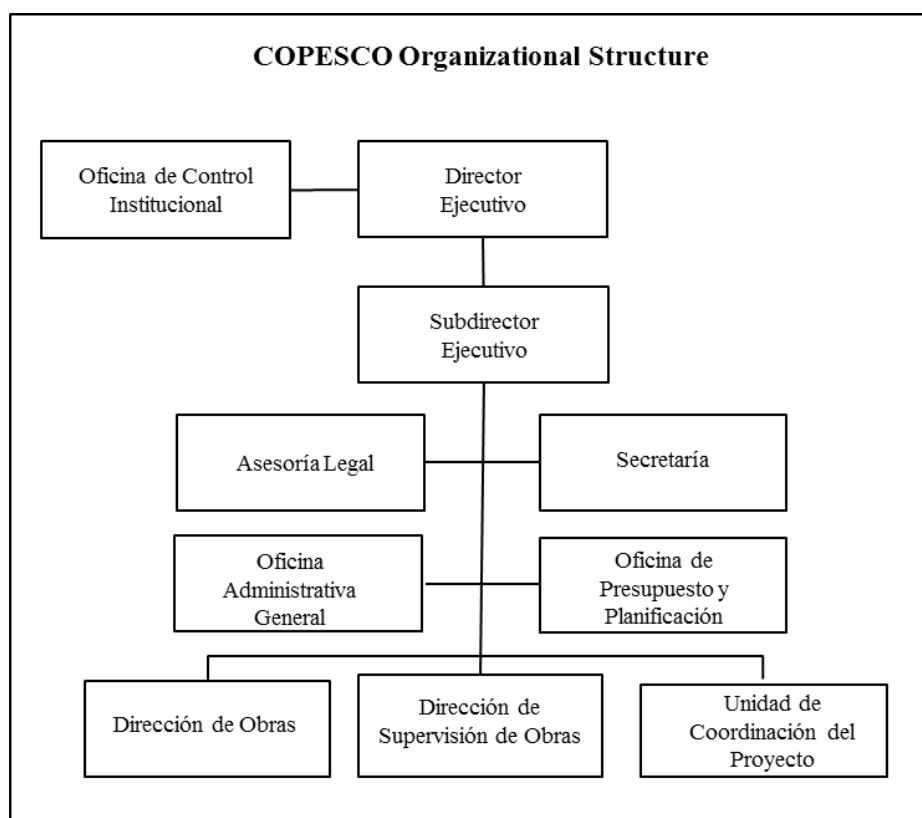 COPESCO Organizational Structure
Oficina de Control
Institucional
Director
Ejecutivo
Subdirector
Ejecutivo
Asesoría Legal
Secretaría
Oficina
Administrativa
General
Oficina de
Presupuesto y
Planificación
Dirección de Obras
Dirección de
Supervisión de Obras
Unidad de
Coordinación del
Proyecto